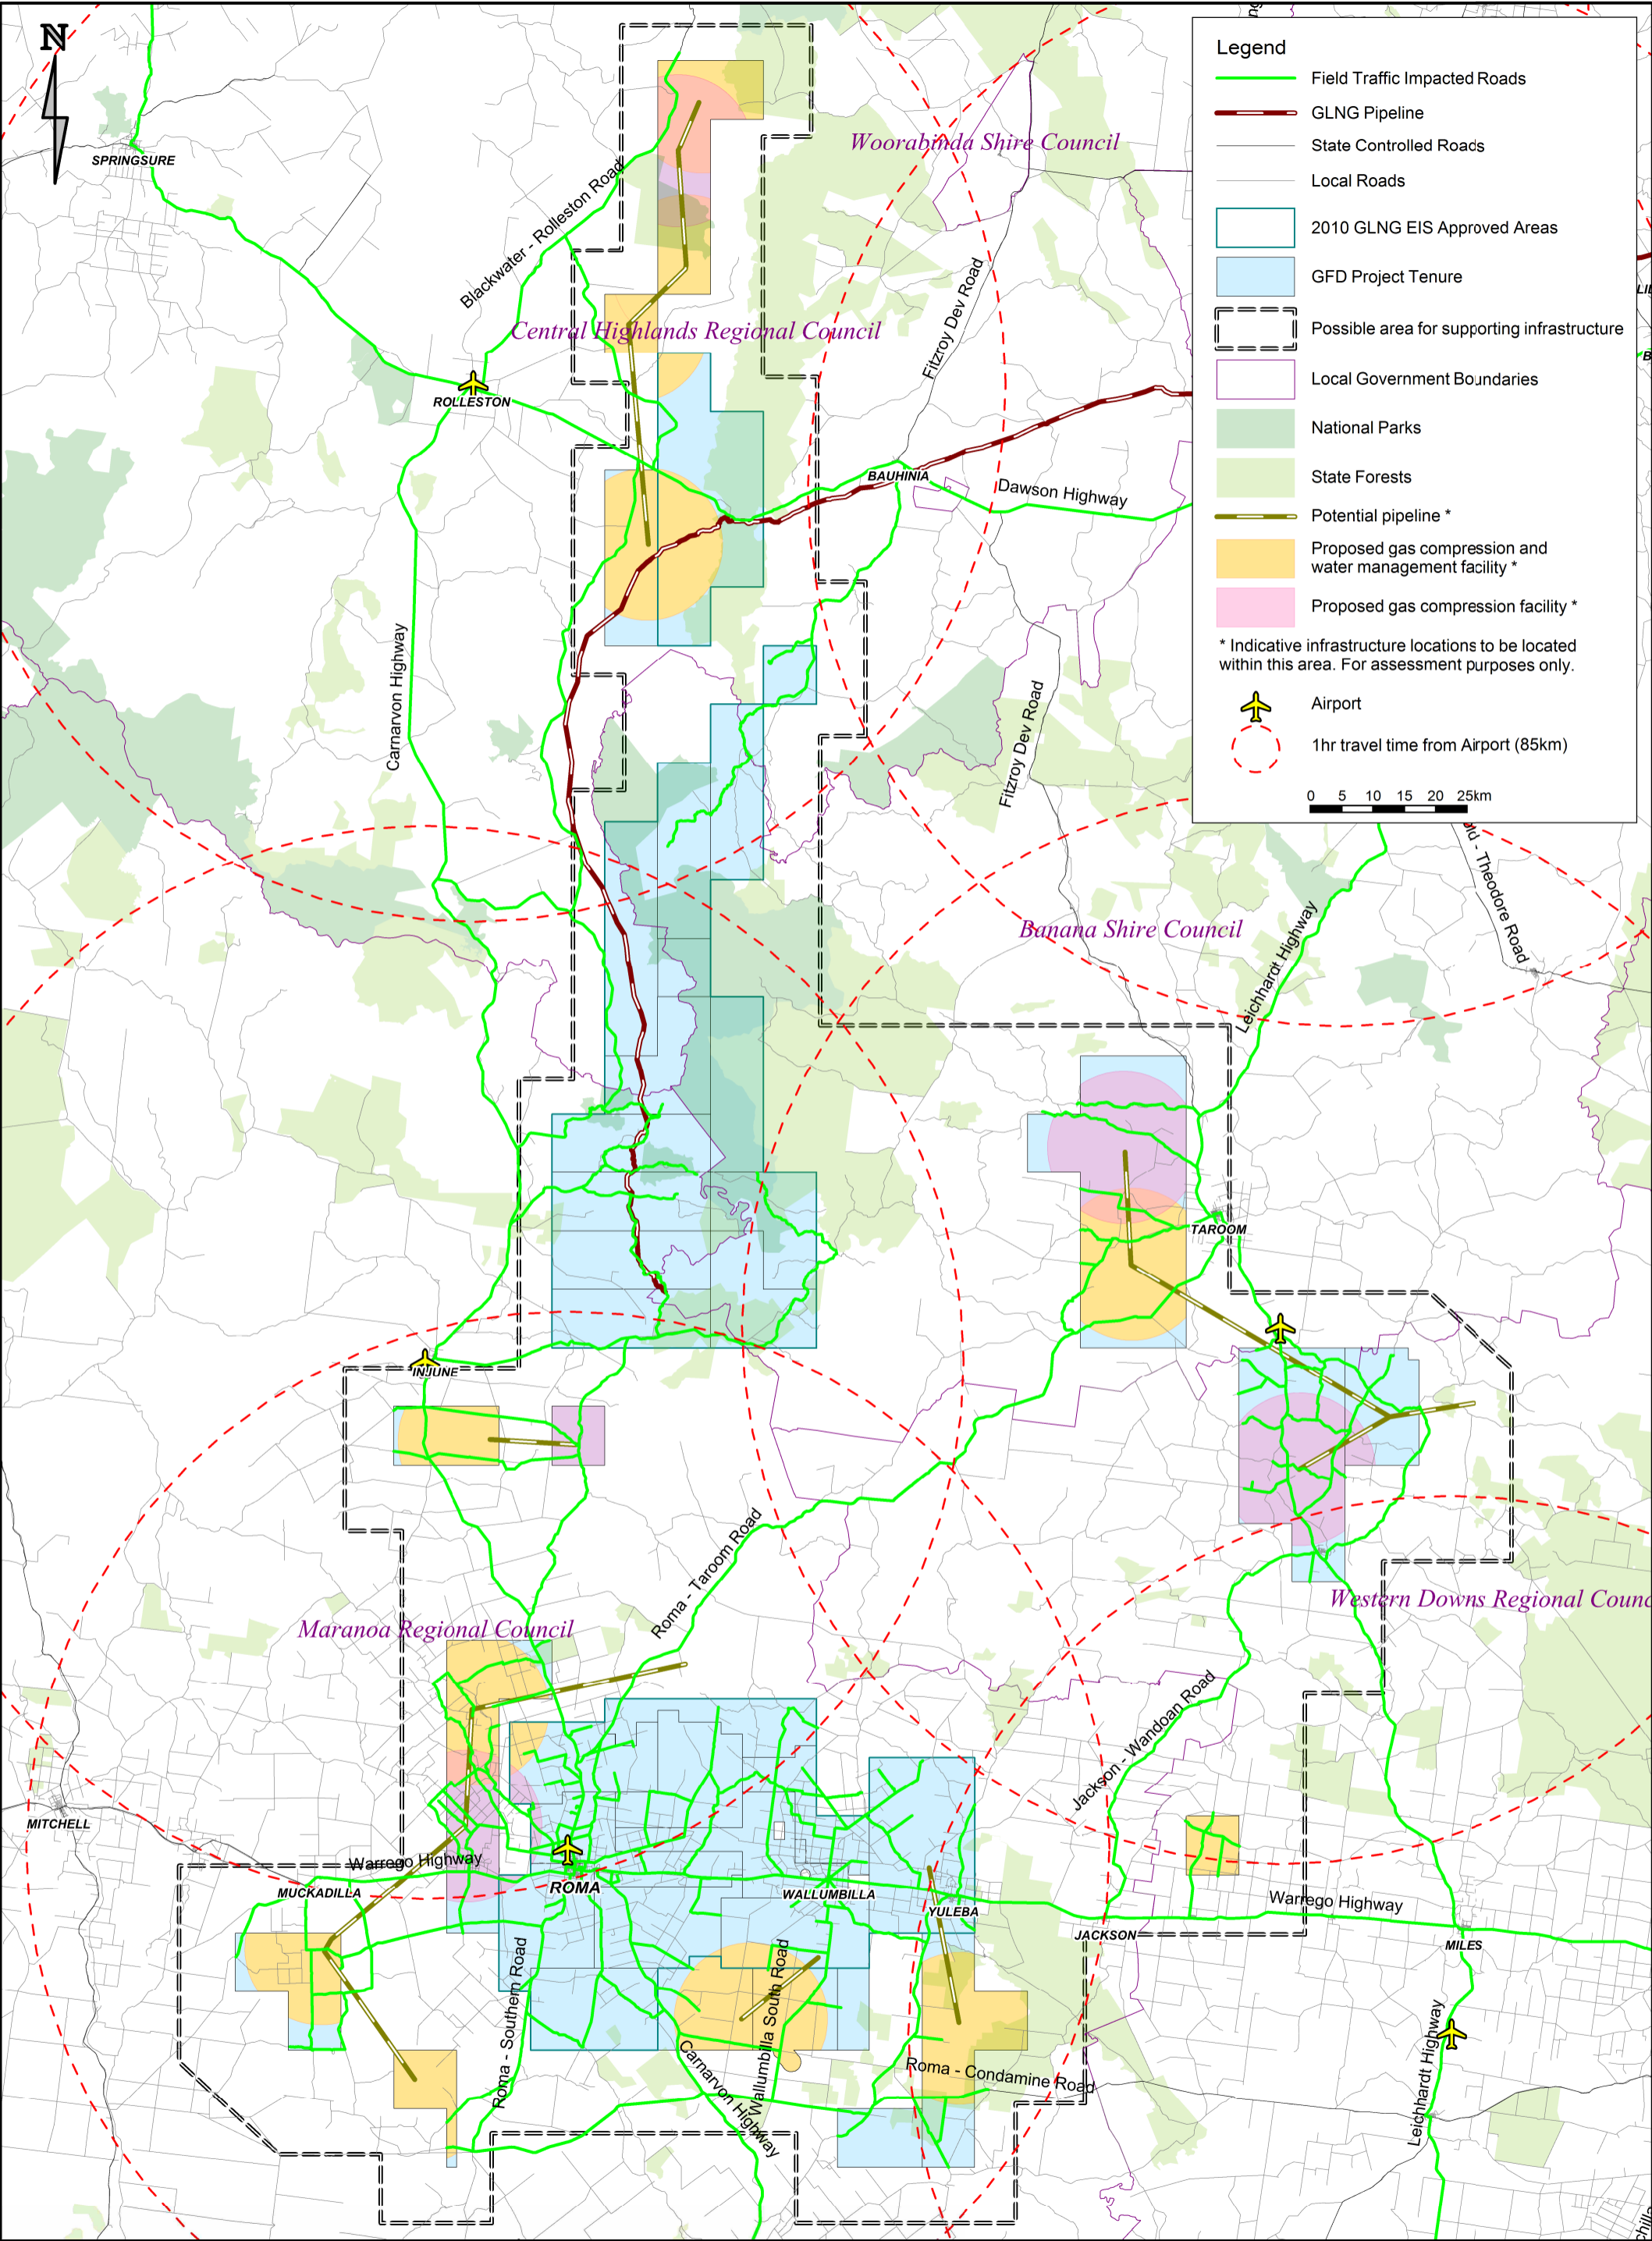 N
Legend
Field Traffic Impacted Roads
GLNG Pipeline
State Controlled Roads
Local Roads
2010 GLNG EIS Approved Areas
GFD Project Tenure
Possible area for supporting infrastructure
Local Government Boundaries
National Parks
State Forests
Potential pipeline *
Proposed gas compression and
water management facility *
Proposed gas compression facility *
* Indicative infrastructure locations to be located
within this area. For assessment purposes only.
Airport
1hr travel time from Airport (85km)
0 5 10 15 20 25km
SPRINGSURE
Woorabinda Shire Council
Blackwater - Rolleston Road
Central Highlands Regional Council
Fitzroy Dev Road
ROLLESTON
BAUHINIA
Dawson Highway
Carnarvon Highway
Fitzroy Dev Road
- Theodore Road
Banana Shire Council
Leichhardt Highway
TAROOM
INJUNE
Roma - Taroom Road
Western Downs Regional
Maranoa Regional Council
Jackson - Wandoan Road
MITCHELL
Warrego Highway
MUCKADILLA
ROMA
WALLUMBILLA
YULEBA
Warrego Highway
JACKSON
MILES
Roma - Southern Road
Wallumbilla South Road
Carnarvon Highway
Roma - Condamine Road
Leichhardt Highway